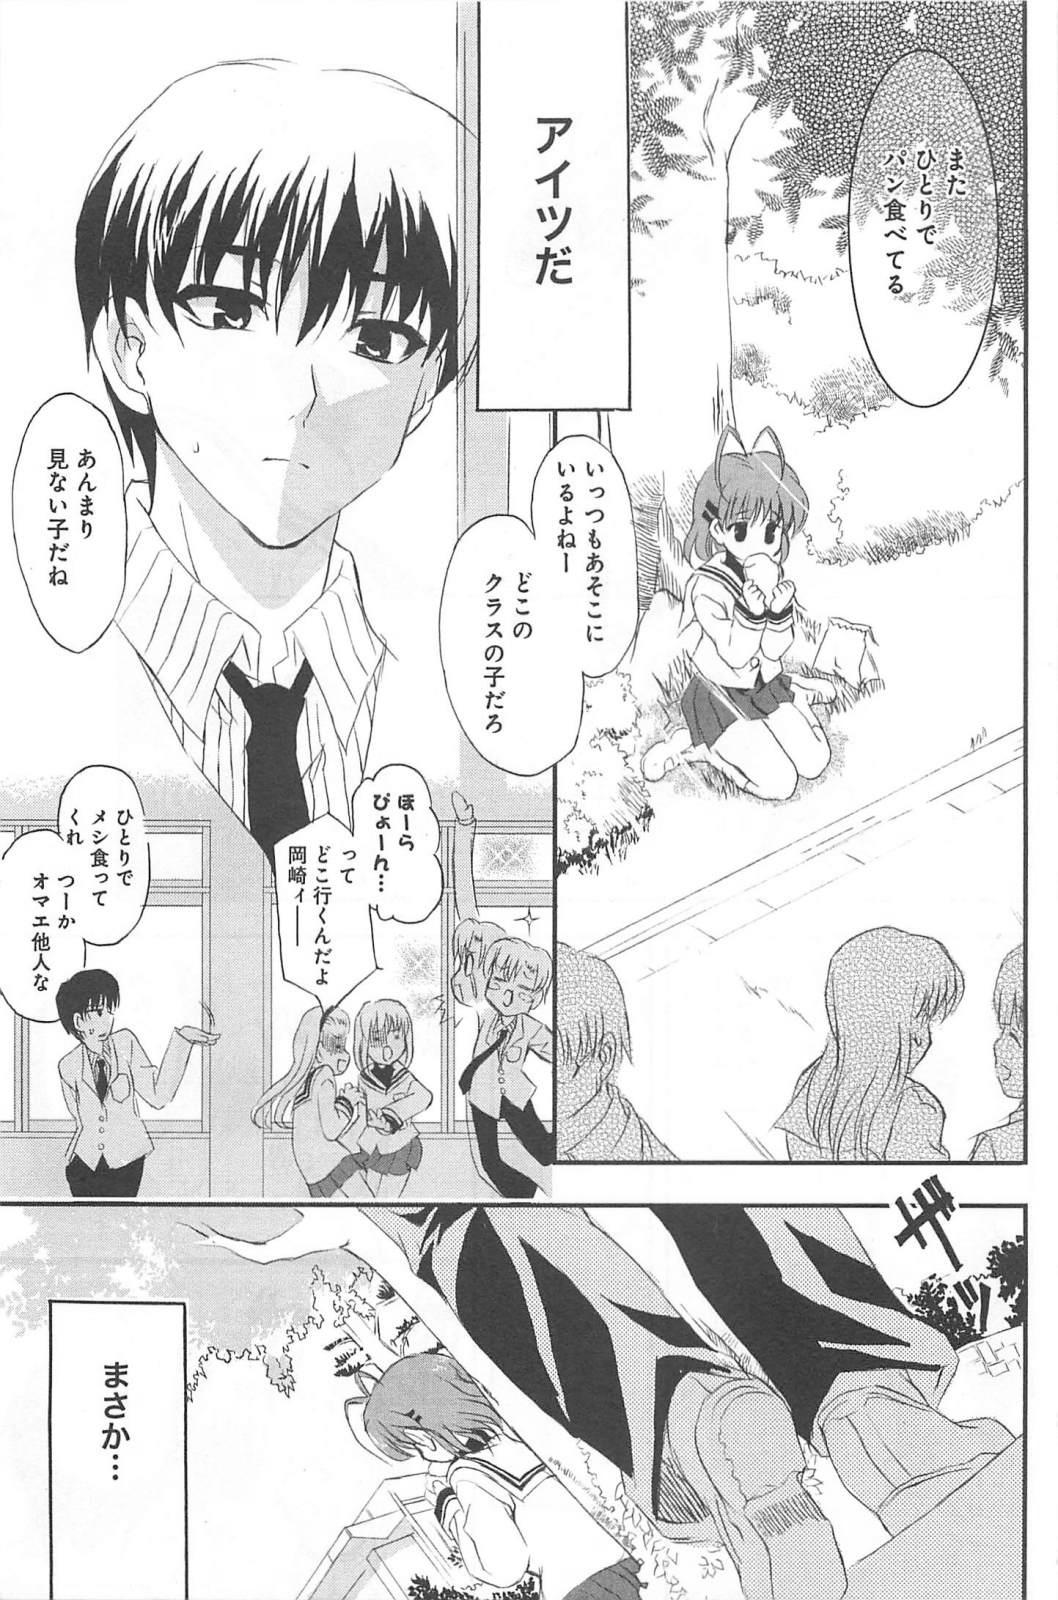 また
ひとりで
パン食べてる
アイツだ
いっつもあそこに
いるよねー
どこの
クラスの子だろ
あんまり
見ない子だね
ほーら
ぴょーん…
って
どこ行くんだよ
岡崎ィ――
ひとりで
メシ食って
くれ
つーか
オマエ他人な
ギーッ
まさか…